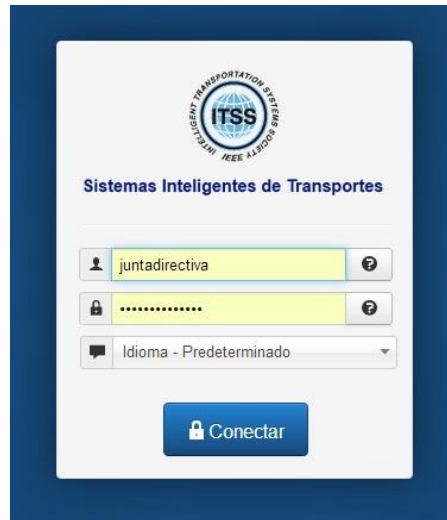 INTELLIGENT TRANSPORTATION SYSTEMS SOCIETY
ITSS
IEEE
Sistemas Inteligentes de Transportes
juntadirectiva
••••••••••••••
Idioma - Predeterminado
Conectar